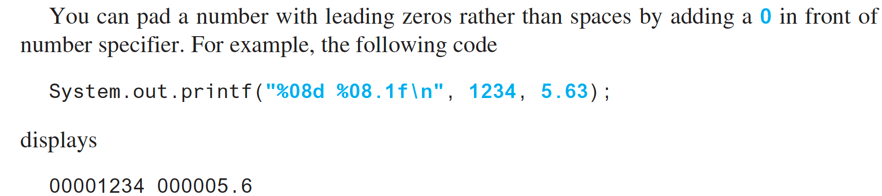 You can pad a number with leading zeros rather than spaces by adding a 0 in front of
number specifier. For example, the following code
System.out.printf("%08d %08.1f\n", 1234, 5.63);
displays
00001234 000005.6